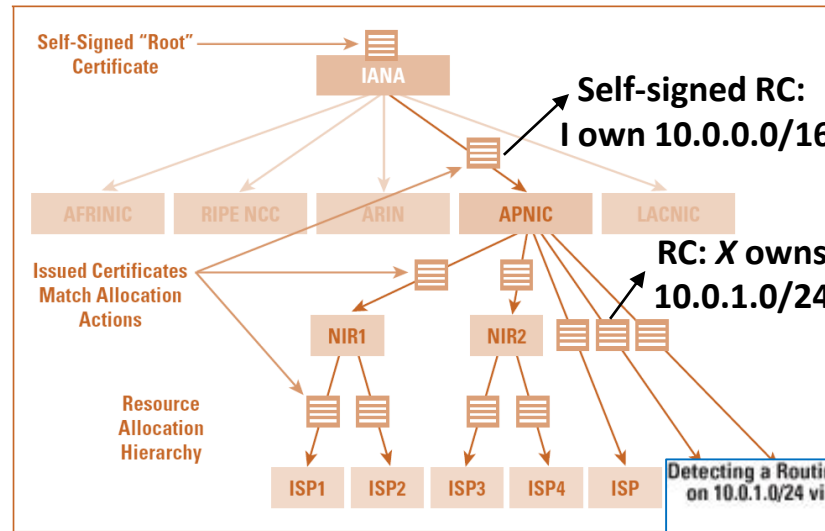 Self-Signed “Root”
Certificate
IANA
Self-signed RC:
I own 10.0.0.0/16
AFRINIC
RIPE NCC
ARIN
APNIC
LACNIC
Issued Certificates
Match Allocation
Actions
RC: X owns
10.0.1.0/24
NIR1
NIR2
Resource
Allocation
Hierarchy
ISP1
ISP2
ISP3
ISP4
ISP
Detecting a Routin
on 10.0.1.0/24 vi